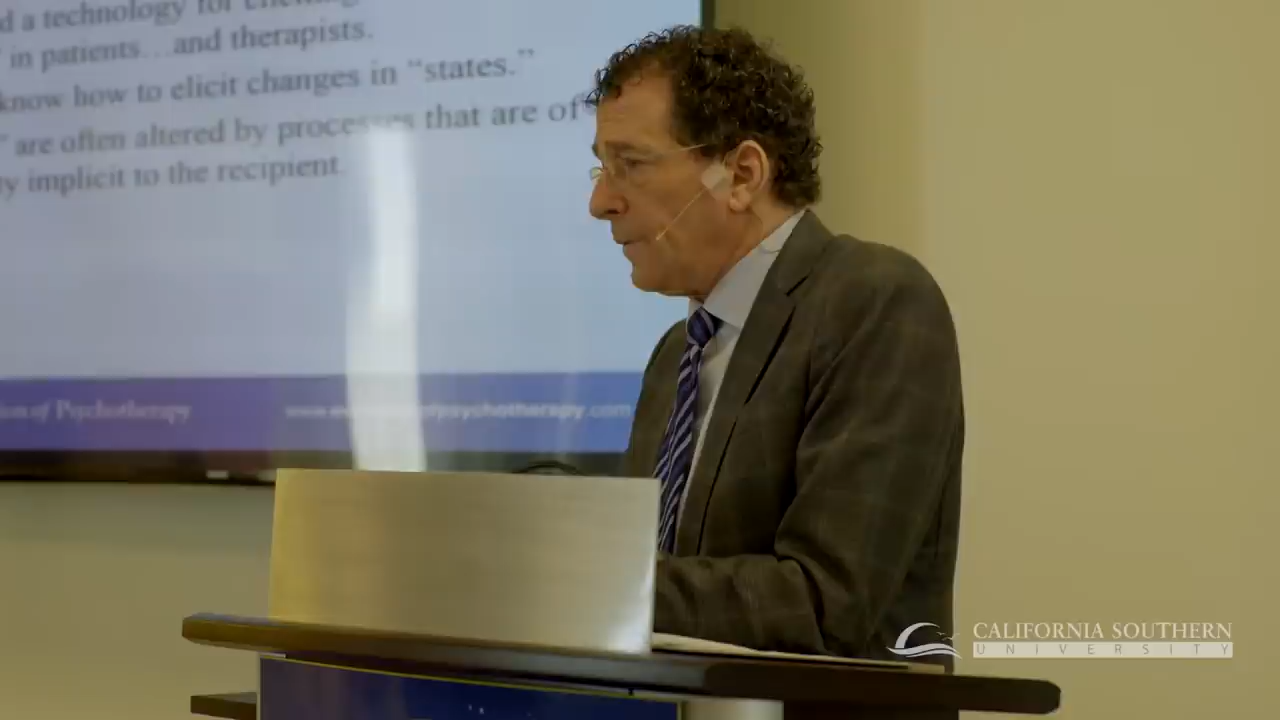 d a technology for
" in patients…and therapists.
know how to elicit changes in "states."
" are often altered by processes that are of
ty implicit to the recipient.
of Psychotherapy
CALIFORNIA SOUTHERN
UNIVERSITY